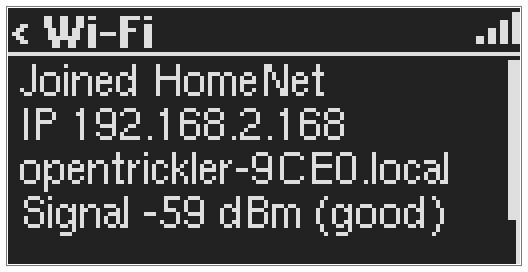 < Wi-Fi
Joined HomeNet
IP 192.168.2.168
opentrickler-9CE0.local
Signal -59 dBm (good)